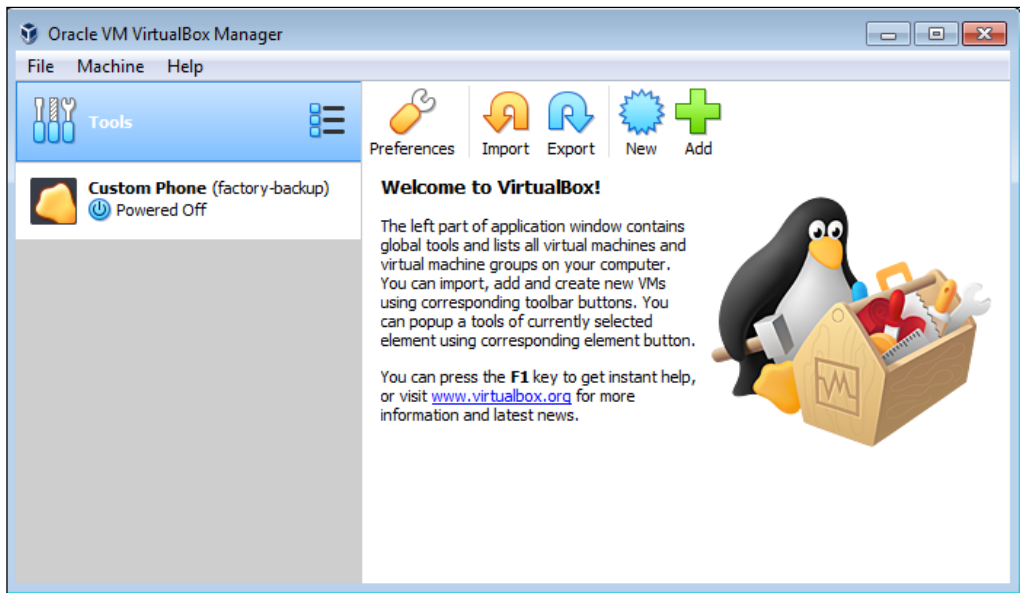 Oracle VM VirtualBox Manager
File Machine Help
Tools
Custom Phone (factory-backup)
Powered Off
Preferences Import Export New Add
Welcome to VirtualBox!
The left part of application window contains
global tools and lists all virtual machines and
virtual machine groups on your computer.
You can import, add and create new VMs
using corresponding toolbar buttons. You
can popup a tools of currently selected
element using corresponding element button.
You can press the F1 key to get instant help,
or visit www.virtualbox.org for more
information and latest news.